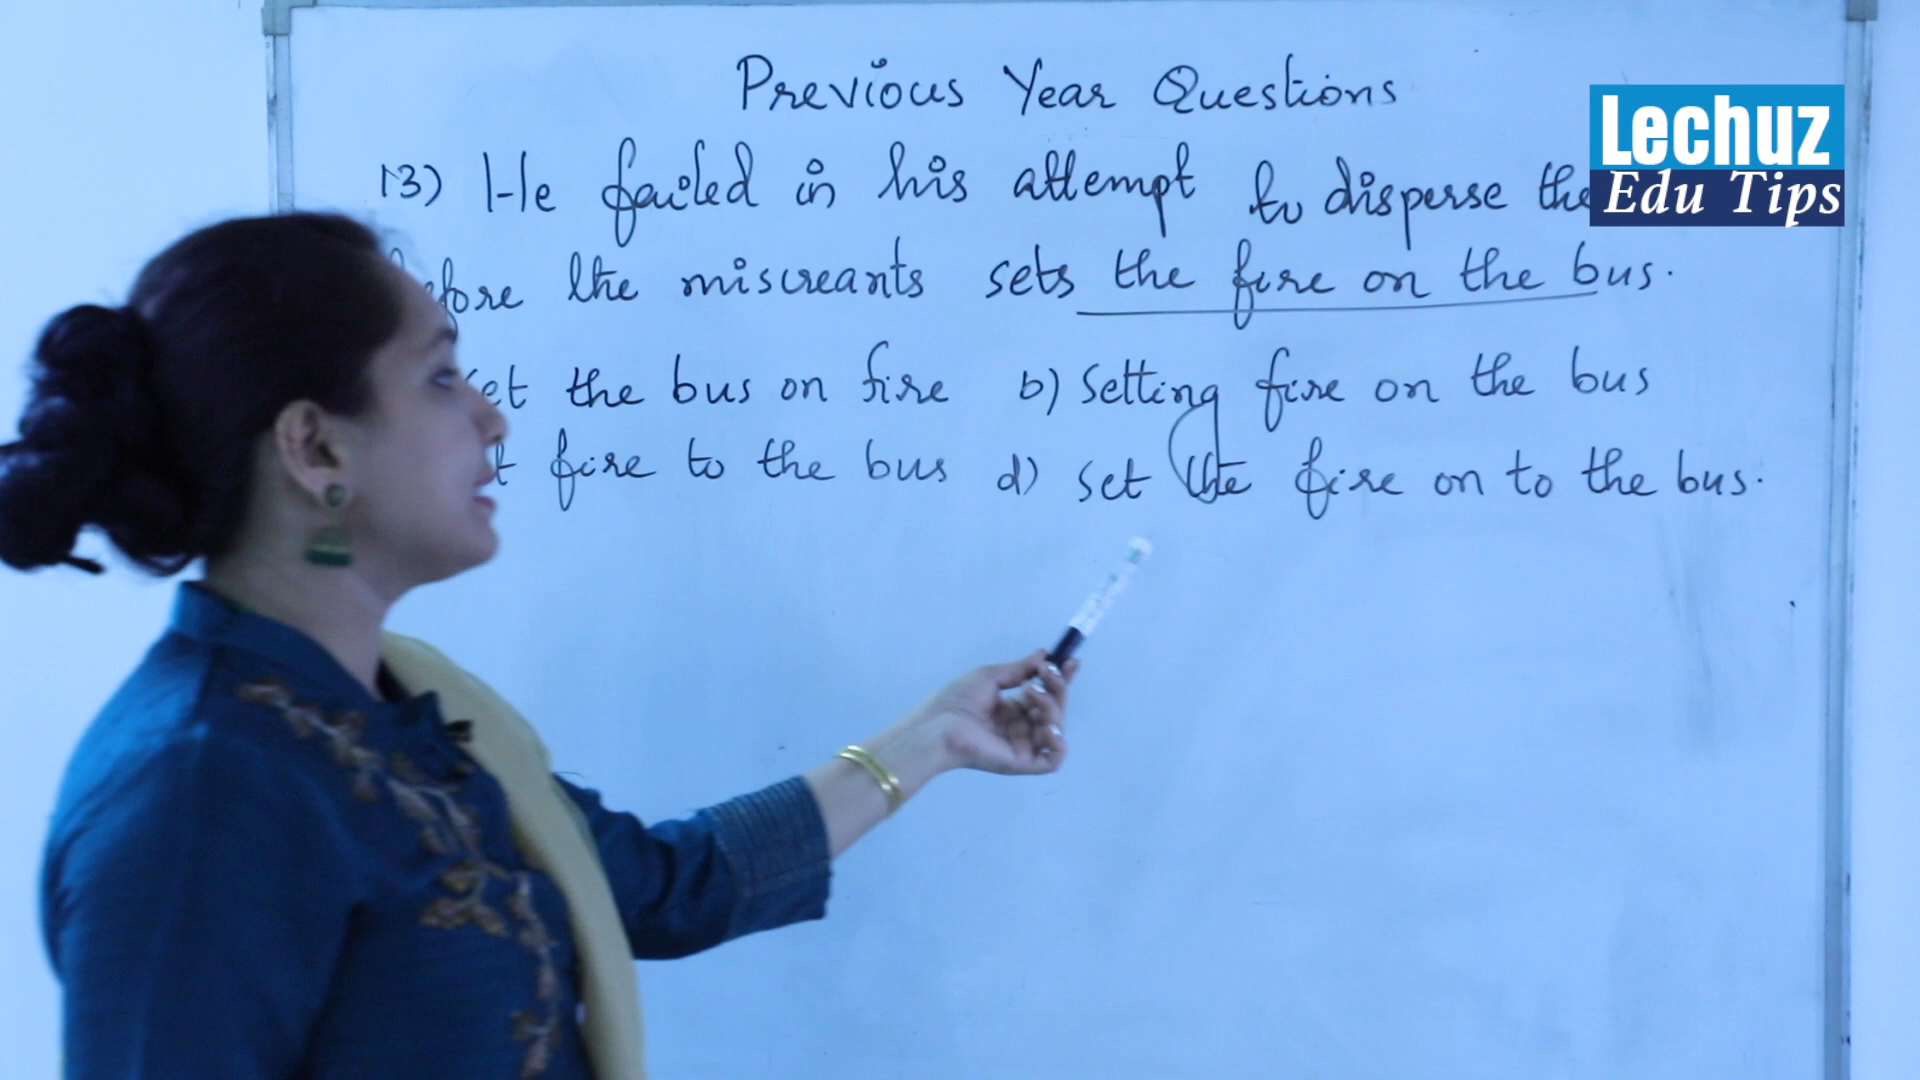 Previous Year Questions
13) He failed in his attempt to disperse the
before the miscreants sets the fire on the bus.
the bus on fire b) Setting fire on the bus
fire to the bus d) set the fire on to the bus.
Lechuz
Edu Tips